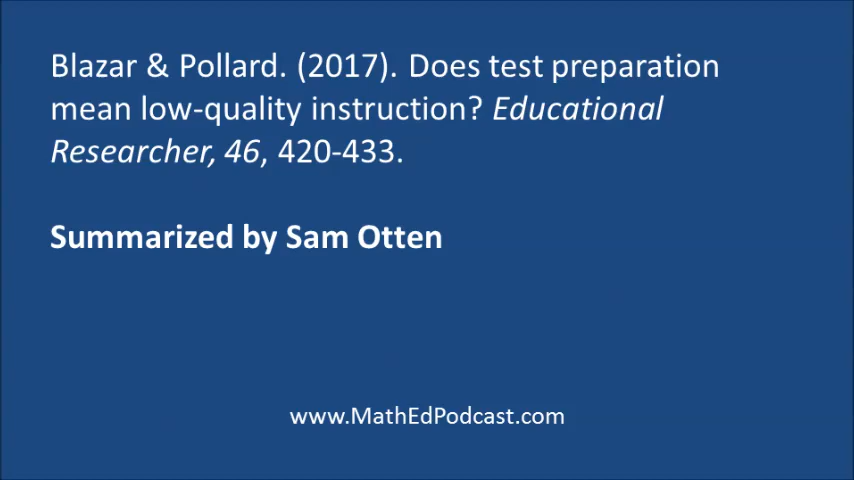 Blazar & Pollard. (2017). Does test preparation
mean low-quality instruction? Educational
Researcher, 46, 420-433.
Summarized by Sam Otten
www.MathEdPodcast.com